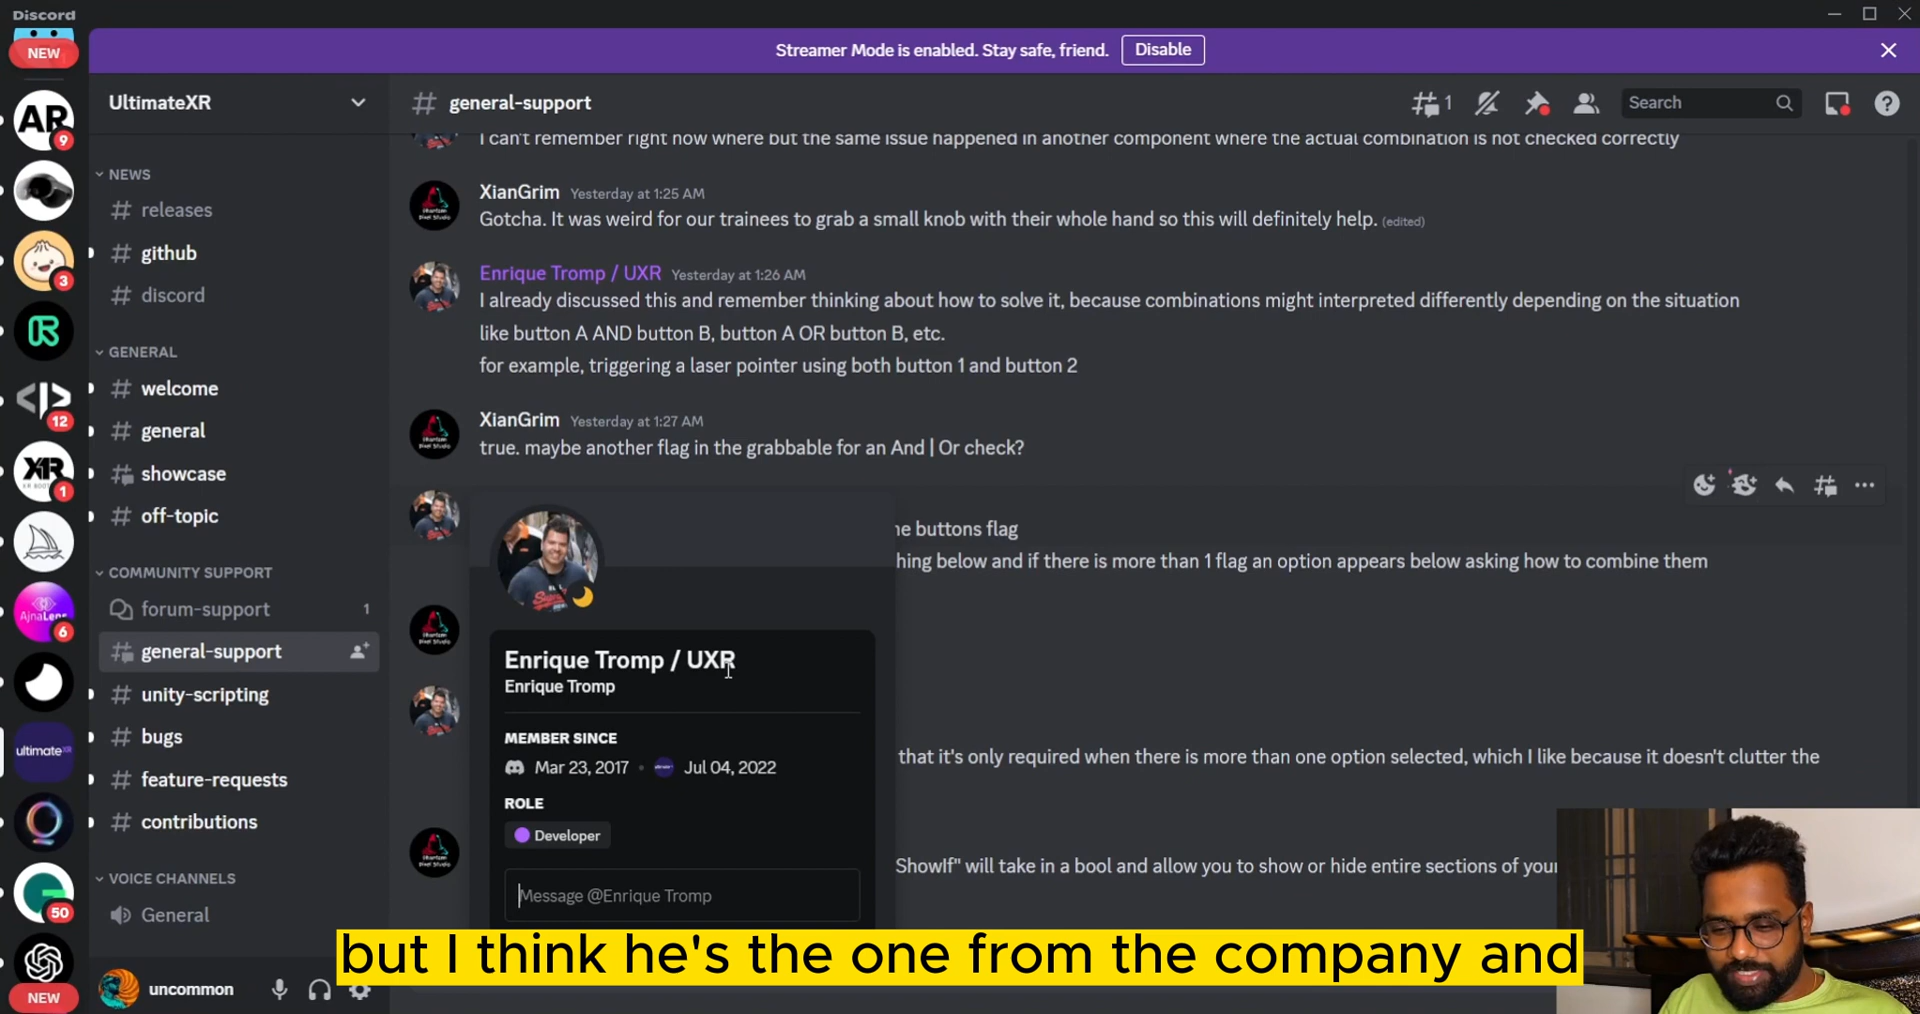 Discord
NEW
Streamer Mode is enabled. Stay safe, friend.
Disable
AR
9
3
12
XR
1
AjnaLens
6
ultimateXR
50
NEW
UltimateXR
NEWS
releases
github
discord
GENERAL
welcome
general
showcase
off-topic
COMMUNITY SUPPORT
forum-support
1
general-support
unity-scripting
bugs
feature-requests
contributions
VOICE CHANNELS
General
uncommon
general-support
1
Search
I can't remember right now where but the same issue happened in another component where the actual combination is not checked correctly
XianGrim Yesterday at 1:25 AM
Gotcha. It was weird for our trainees to grab a small knob with their whole hand so this will definitely help. (edited)
Enrique Tromp / UXR Yesterday at 1:26 AM
I already discussed this and remember thinking about how to solve it, because combinations might interpreted differently depending on the situation
like button A AND button B, button A OR button B, etc.
for example, triggering a laser pointer using both button 1 and button 2
XianGrim Yesterday at 1:27 AM
true. maybe another flag in the grabbable for an And | Or check?
ne buttons flag
hing below and if there is more than 1 flag an option appears below asking how to combine them
Enrique Tromp / UXR
Enrique Tromp
MEMBER SINCE
Mar 23, 2017 • Jul 04, 2022
ROLE
Developer
Message @Enrique Tromp
that it's only required when there is more than one option selected, which I like because it doesn't clutter the
ShowIf" will take in a bool and allow you to show or hide entire sections of your
but I think he's the one from the company and